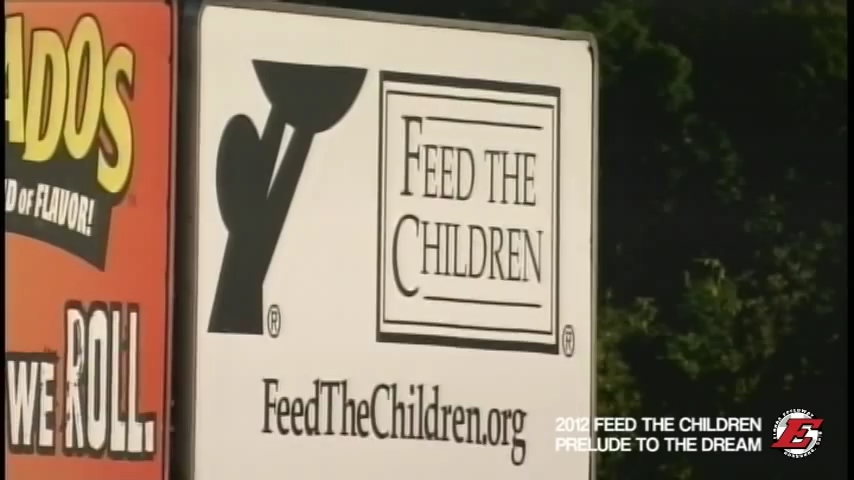 ADOS
D OF FLAVOR!
WE ROLL.
FEED THE
CHILDREN
®
®
FeedTheChildren.org
2012 FEED THE CHILDREN
PRELUDE TO THE DREAM
E